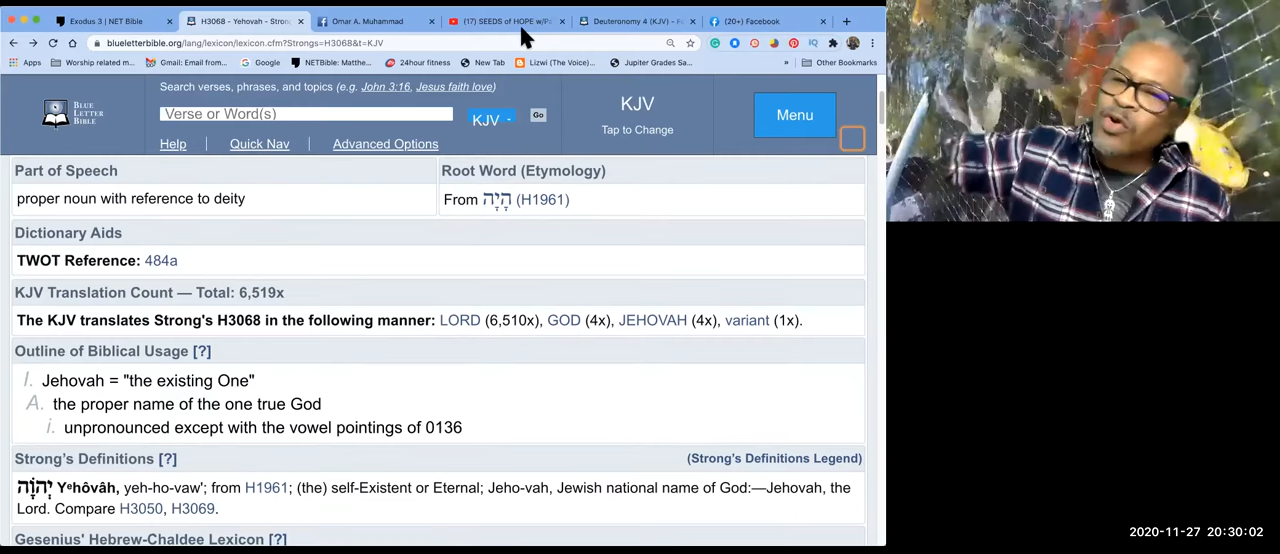 Exodus 3 | NET Bible
H3068 - Yehovah - Stron
Omar A. Muhammad
(17) SEEDS of HOPE w/Pa
Deuteronomy 4 (KJV) - Fo
(20+) Facebook
blueletterbible.org/lang/lexicon/lexicon.cfm?Strongs=H3068&t=KJV
Apps
Worship related m...
Gmail: Email from...
Google
NETBible: Matthe...
24hour fitness
New Tab
Lizwi (The Voice)...
Jupiter Grades Sa...
»
Other Bookmarks
BLUE
LETTER
BIBLE
Search verses, phrases, and topics (e.g. John 3:16, Jesus faith love)
Verse or Word(s)
KJV
Go
Help
Quick Nav
Advanced Options
KJV
Tap to Change
Menu
Part of Speech
Root Word (Etymology)
proper noun with reference to deity
From הָיָה (H1961)
Dictionary Aids
TWOT Reference: 484a
KJV Translation Count — Total: 6,519x
The KJV translates Strong's H3068 in the following manner: LORD (6,510x), GOD (4x), JEHOVAH (4x), variant (1x).
Outline of Biblical Usage [?]
I. Jehovah = "the existing One"
A. the proper name of the one true God
i. unpronounced except with the vowel pointings of 0136
Strong's Definitions [?]
(Strong's Definitions Legend)
יְהֹוָה Yᵉhôvâh, yeh-ho-vaw'; from H1961; (the) self-Existent or Eternal; Jeho-vah, Jewish national name of God:—Jehovah, the
Lord. Compare H3050, H3069.
Gesenius' Hebrew-Chaldee Lexicon [?]
2020-11-27 20:30:02